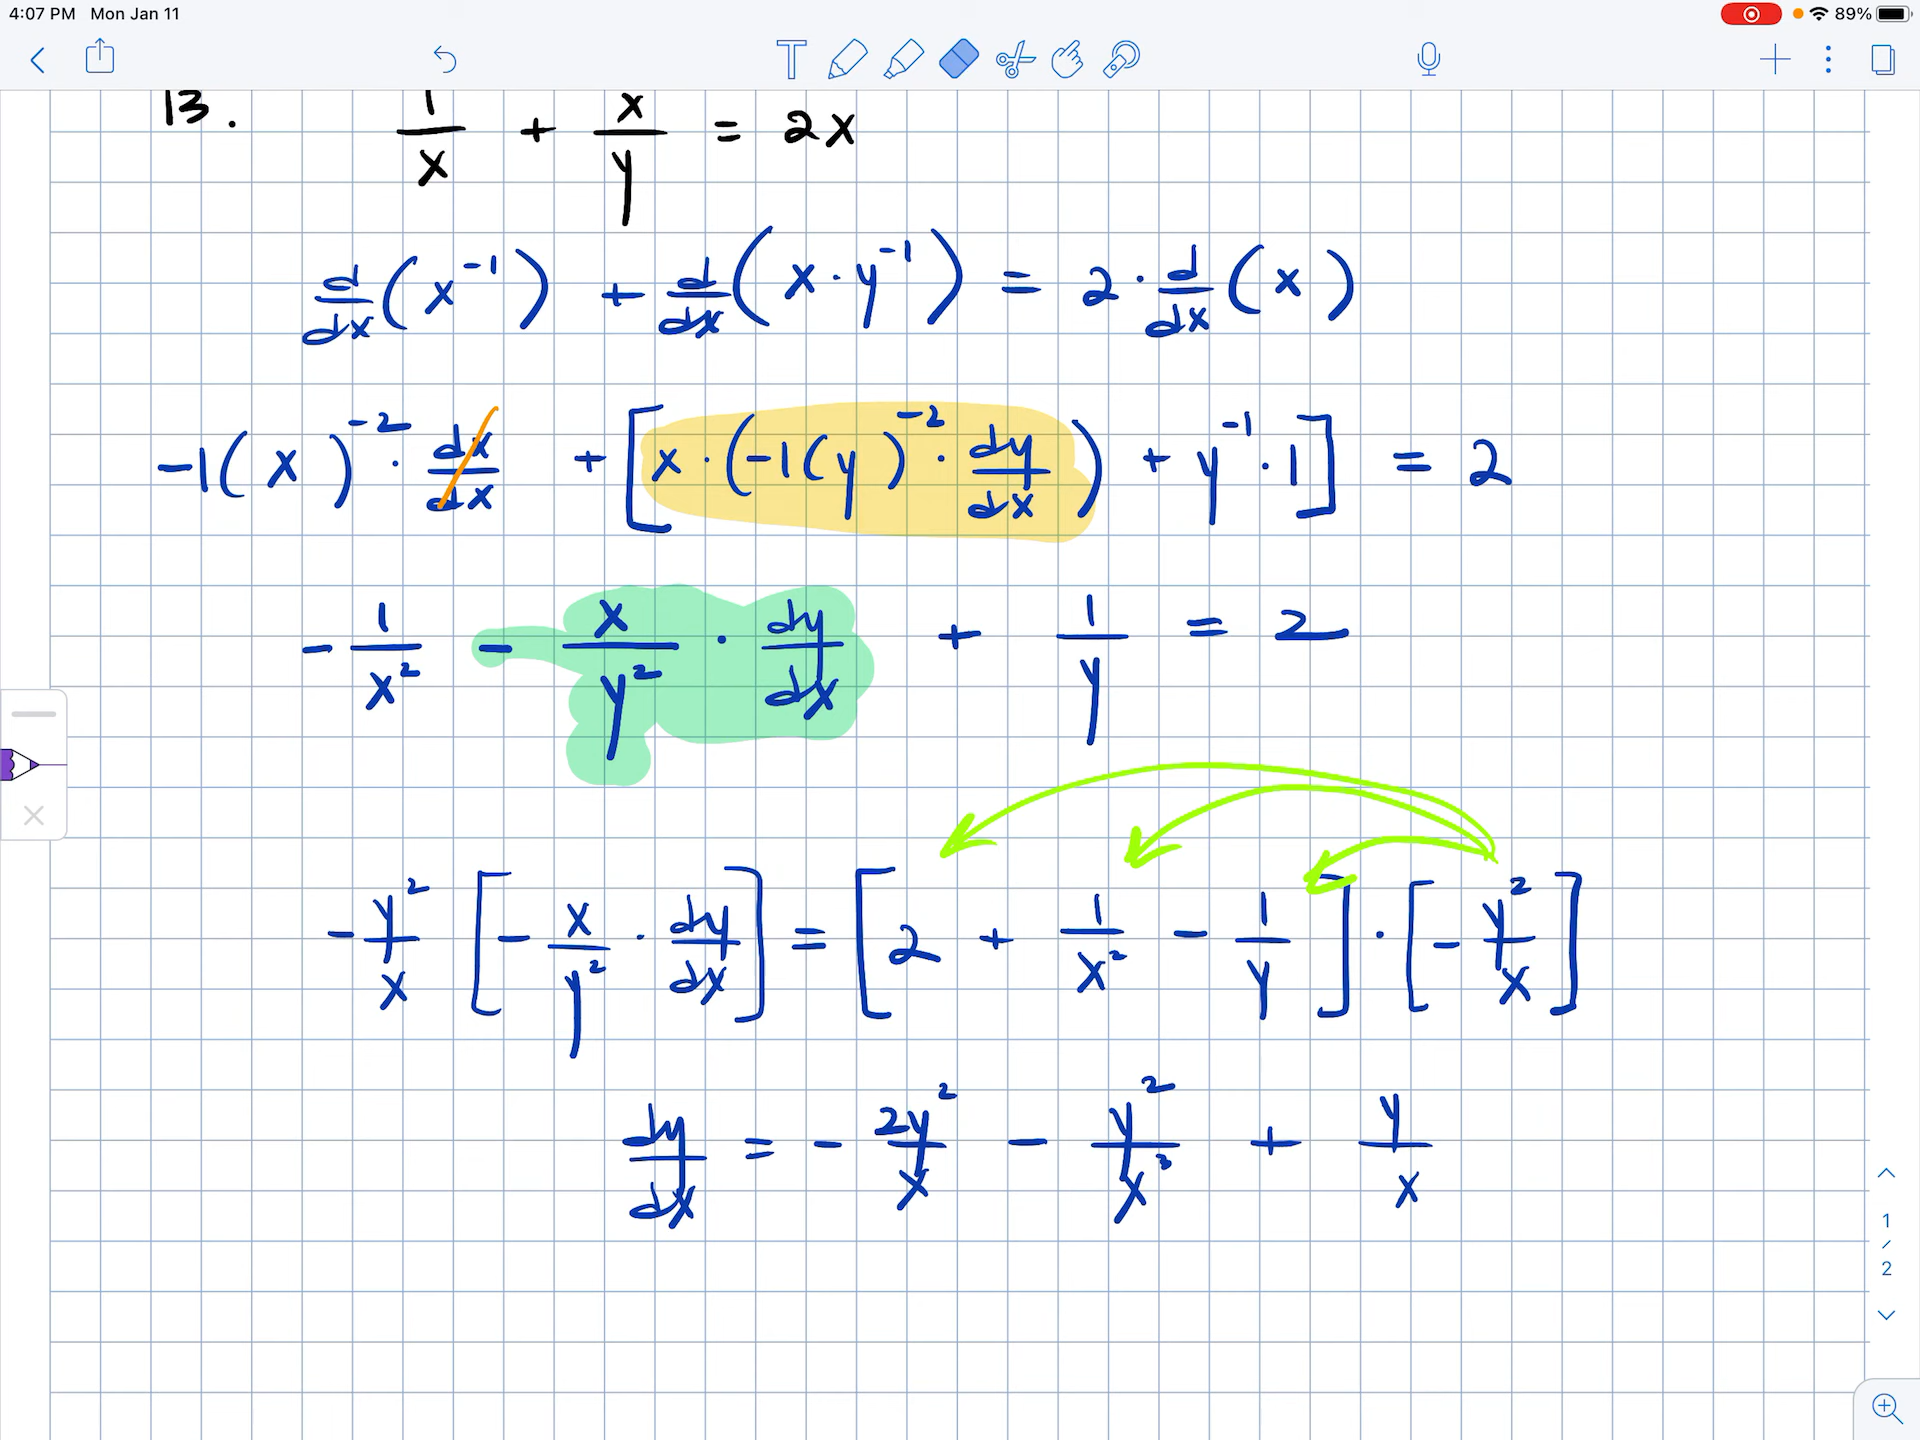 4:07 PM Mon Jan 11 89%
T
13. 1/x + x/y = 2x
d/dx (x⁻¹) + d/dx (x · y⁻¹) = 2 · d/dx (x)
-1(x)⁻² · dx/dx + [x · (-1(y)⁻² · dy/dx) + y⁻¹ · 1] = 2
- 1/x² - x/y² · dy/dx + 1/y = 2
- y²/x [- x/y² · dy/dx] = [2 + 1/x² - 1/y] · [- y²/x]
dy/dx = - 2y²/x - y²/x³ + y/x
1
/
2